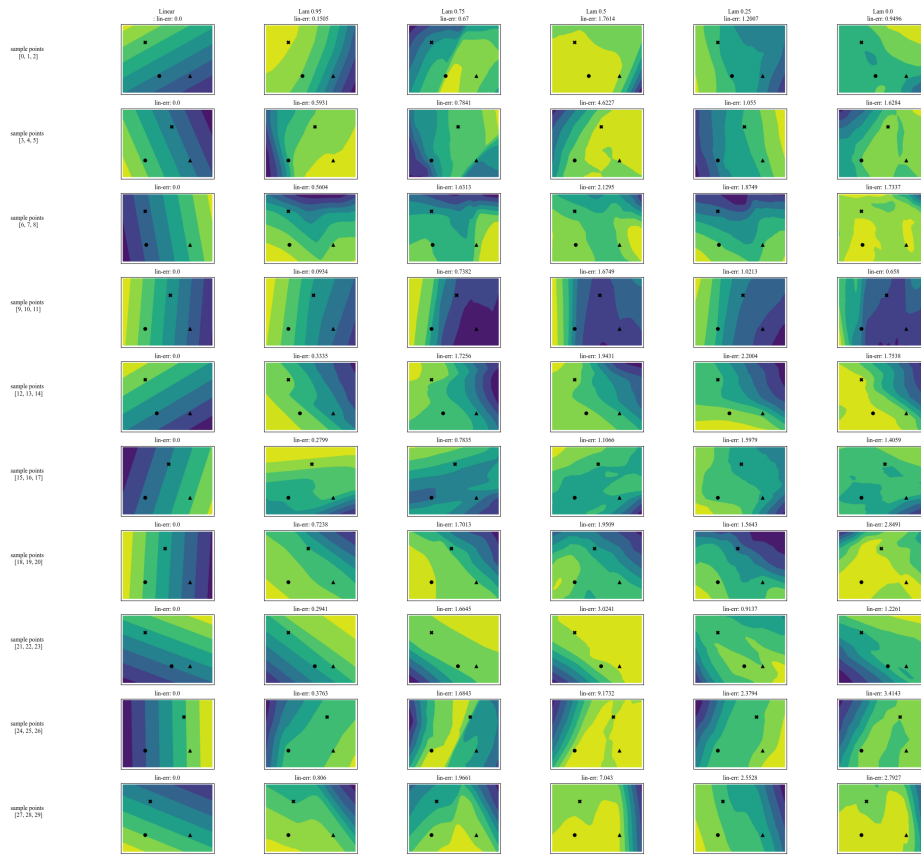 Linear
: lin-err: 0.0
Lam 0.95
lin-err: 0.1505
Lam 0.75
lin-err: 0.67
Lam 0.5
lin-err: 1.7614
Lam 0.25
lin-err: 1.2007
Lam 0.0
lin-err: 0.9496
sample points
[0, 1, 2]
lin-err: 0.0
lin-err: 0.5931
lin-err: 0.7841
lin-err: 4.6227
lin-err: 1.055
lin-err: 1.6284
sample points
[3, 4, 5]
lin-err: 0.0
lin-err: 0.5604
lin-err: 1.6313
lin-err: 2.1295
lin-err: 1.8749
lin-err: 1.7337
sample points
[6, 7, 8]
lin-err: 0.0
lin-err: 0.0934
lin-err: 0.7382
lin-err: 1.6749
lin-err: 1.0213
lin-err: 0.658
sample points
[9, 10, 11]
lin-err: 0.0
lin-err: 0.3335
lin-err: 1.7256
lin-err: 1.9431
lin-err: 2.2004
lin-err: 1.7538
sample points
[12, 13, 14]
lin-err: 0.0
lin-err: 0.2799
lin-err: 0.7835
lin-err: 1.1066
lin-err: 1.5979
lin-err: 1.4059
sample points
[15, 16, 17]
lin-err: 0.0
lin-err: 0.7238
lin-err: 1.7013
lin-err: 1.9509
lin-err: 1.5643
lin-err: 2.8491
sample points
[18, 19, 20]
lin-err: 0.0
lin-err: 0.2941
lin-err: 1.6645
lin-err: 3.0241
lin-err: 0.9137
lin-err: 1.2261
sample points
[21, 22, 23]
lin-err: 0.0
lin-err: 0.3763
lin-err: 1.6843
lin-err: 9.1732
lin-err: 2.3794
lin-err: 3.4143
sample points
[24, 25, 26]
lin-err: 0.0
lin-err: 0.806
lin-err: 1.9661
lin-err: 7.043
lin-err: 2.5528
lin-err: 2.7927
sample points
[27, 28, 29]